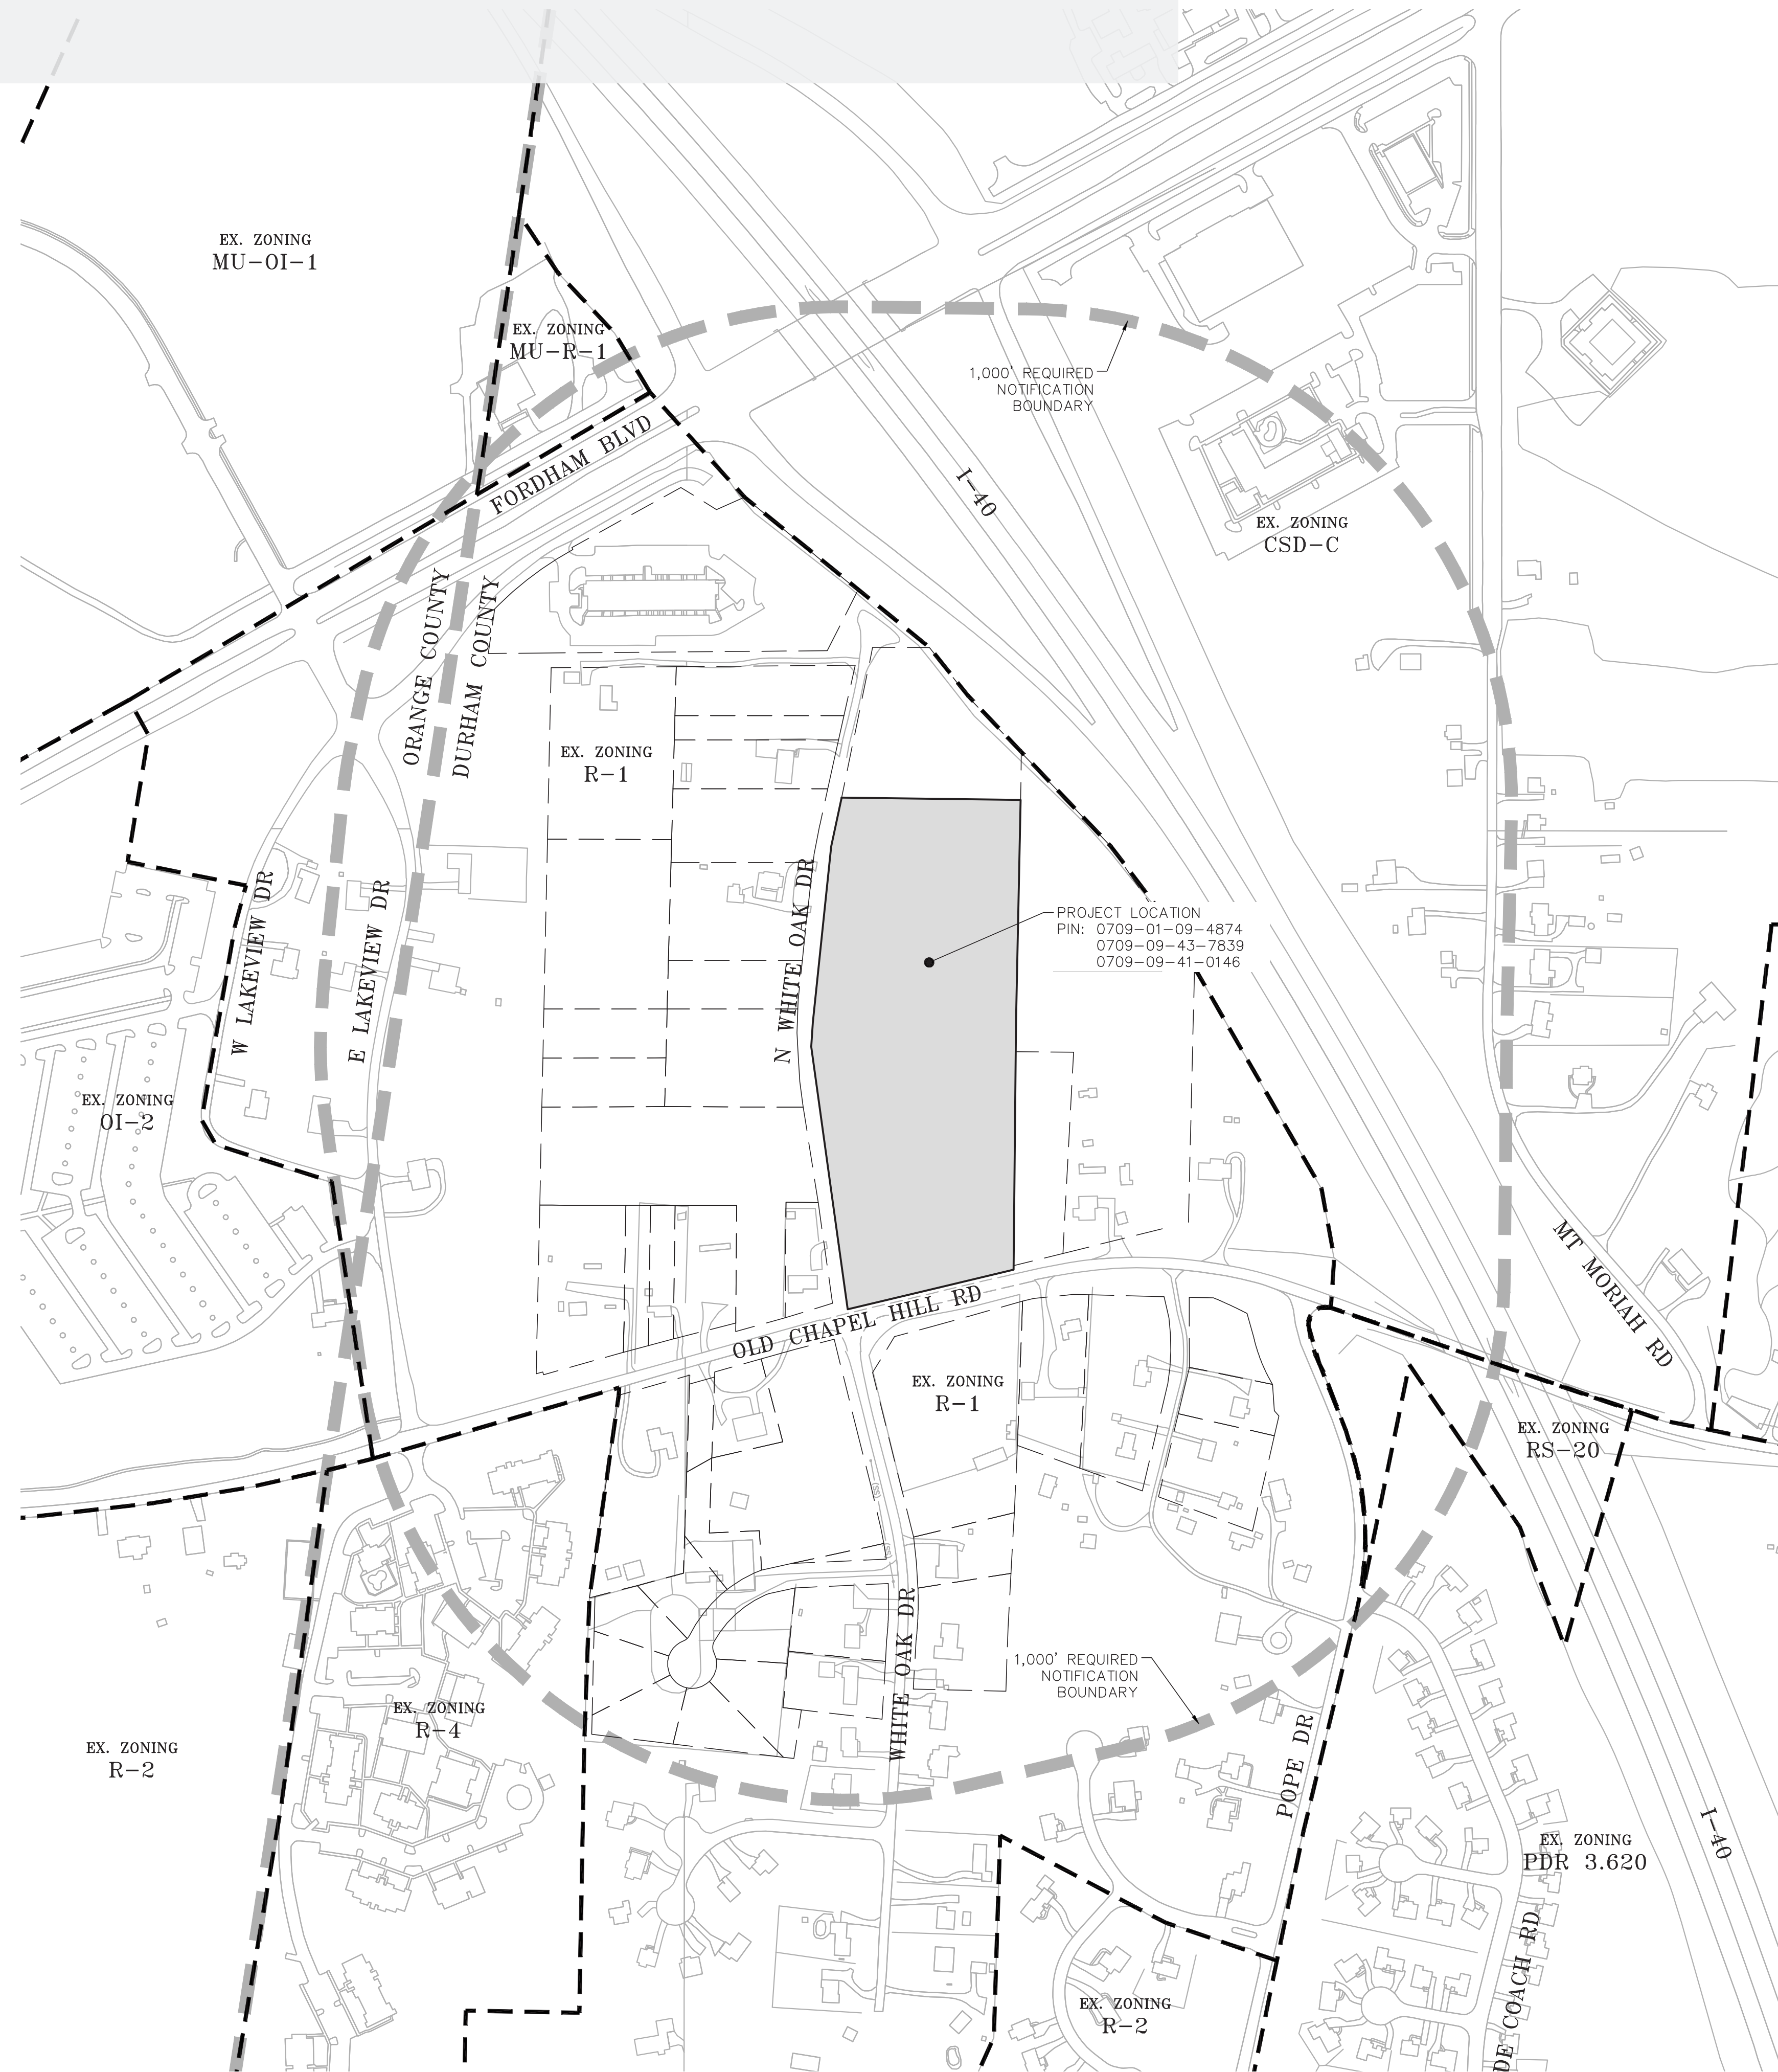 EX. ZONING
MU-OI-1
EX. ZONING
MU-R-1
1,000' REQUIRED
NOTIFICATION
BOUNDARY
FORDHAM BLVD
I-40
EX. ZONING
CSD-C
ORANGE COUNTY
DURHAM COUNTY
EX. ZONING
R-1
W LAKEVIEW DR
E LAKEVIEW DR
N WHITE OAK DR
PROJECT LOCATION
PIN: 0709-01-09-4874
0709-09-43-7839
0709-09-41-0146
EX. ZONING
OI-2
MT MORIAH RD
OLD CHAPEL HILL RD
EX. ZONING
R-1
EX. ZONING
RS-20
WHITE OAK DR
1,000' REQUIRED
NOTIFICATION
BOUNDARY
EX. ZONING
R-4
EX. ZONING
R-2
POPE DR
I-40
EX. ZONING
PDR 3.620
EX. ZONING
R-2
DE COACH RD